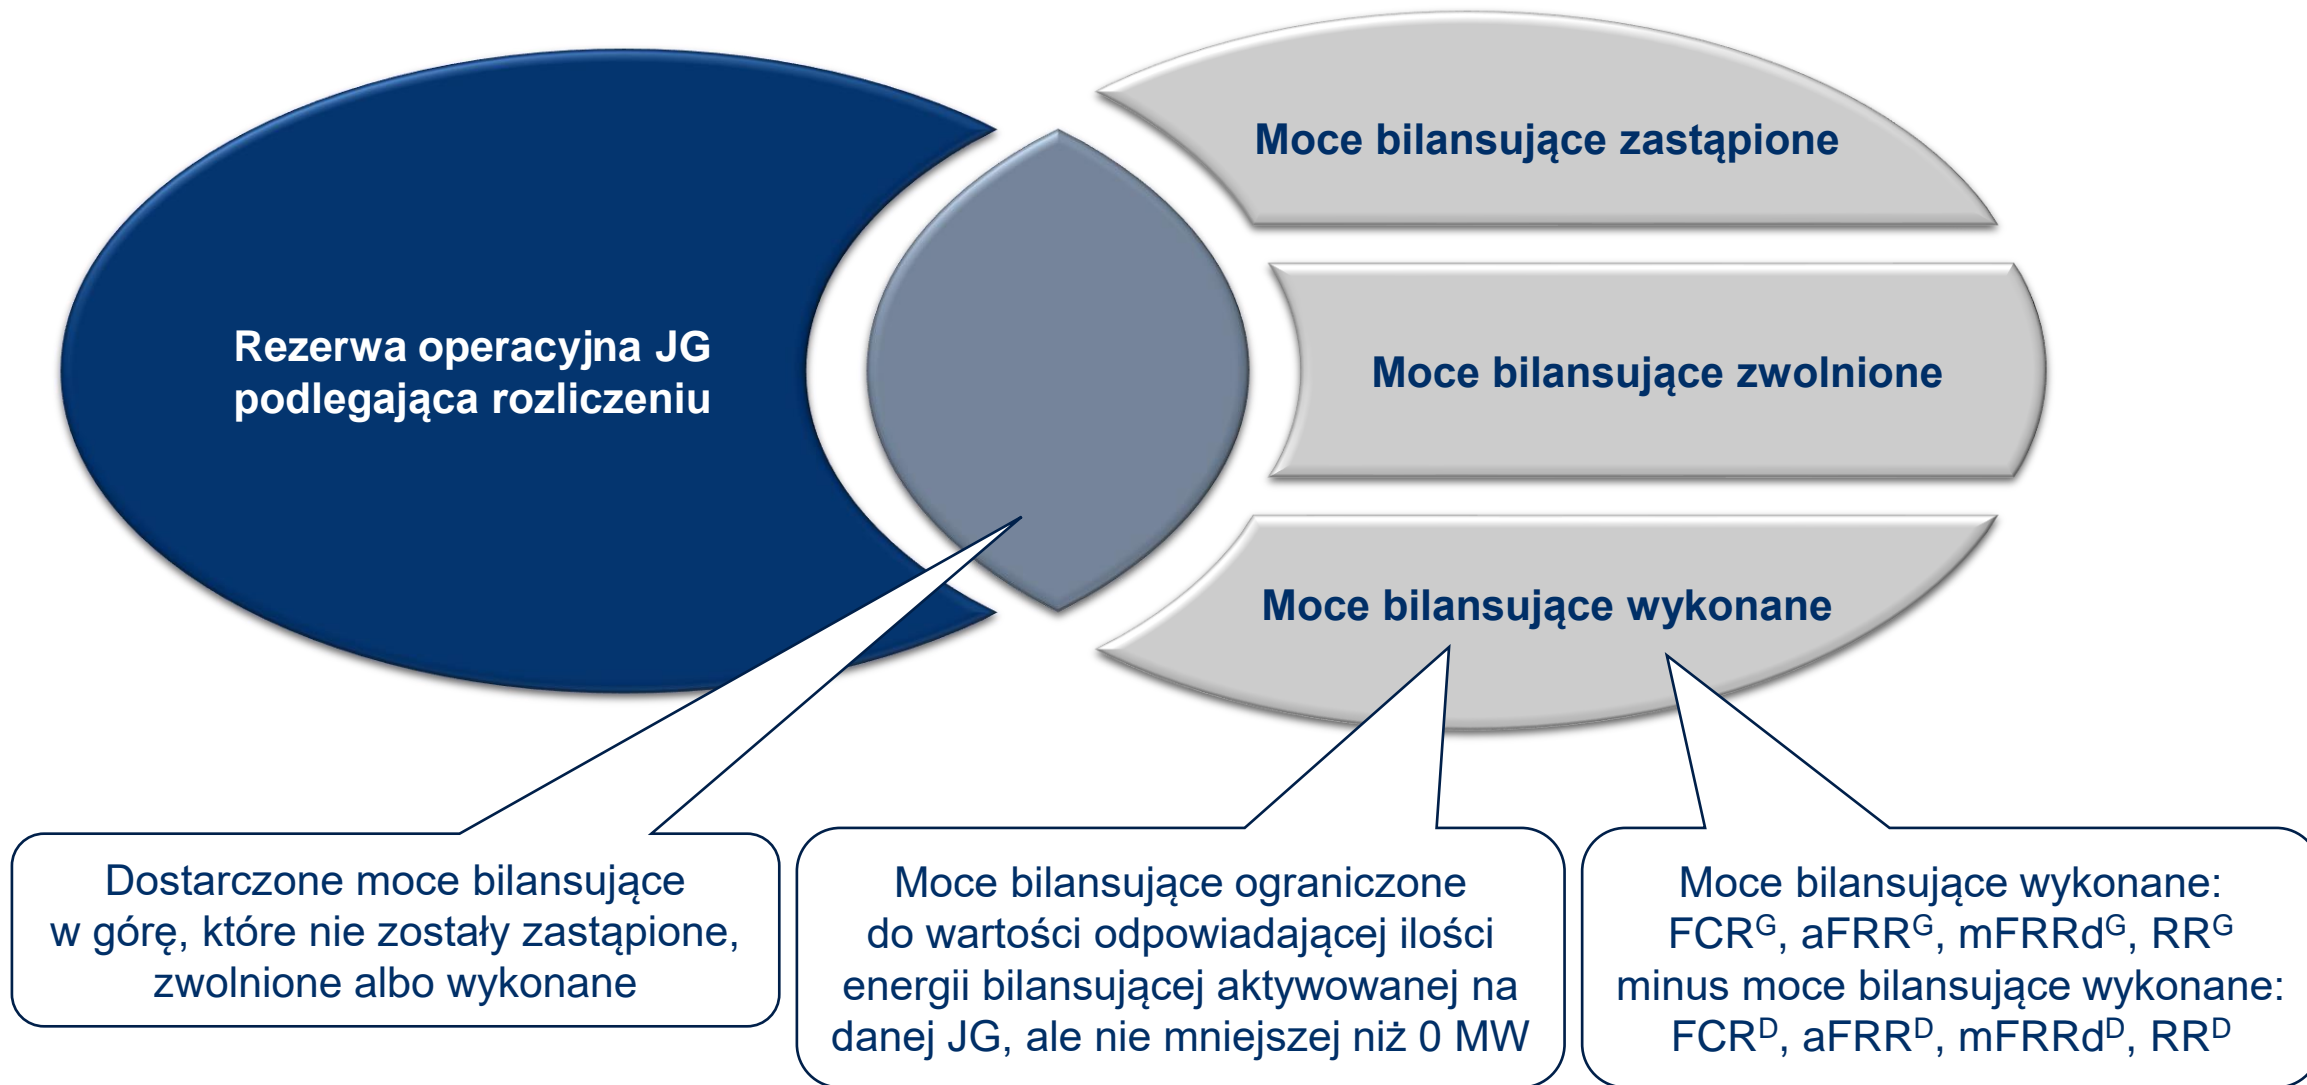 Moce bilansujące zastąpione
Rezerwa operacyjna JG
podlegająca rozliczeniu
Moce bilansujące zwolnione
Moce bilansujące wykonane
Dostarczone moce bilansujące
w górę, które nie zostały zastąpione,
zwolnione albo wykonane
Moce bilansujące ograniczone
do wartości odpowiadającej ilości
energii bilansującej aktywowanej na
danej JG, ale nie mniejszej niż 0 MW
Moce bilansujące wykonane:
FCRᴳ, aFRRᴳ, mFRRdᴳ, RRᴳ
minus moce bilansujące wykonane:
FCRᴰ, aFRRᴰ, mFRRdᴰ, RRᴰ